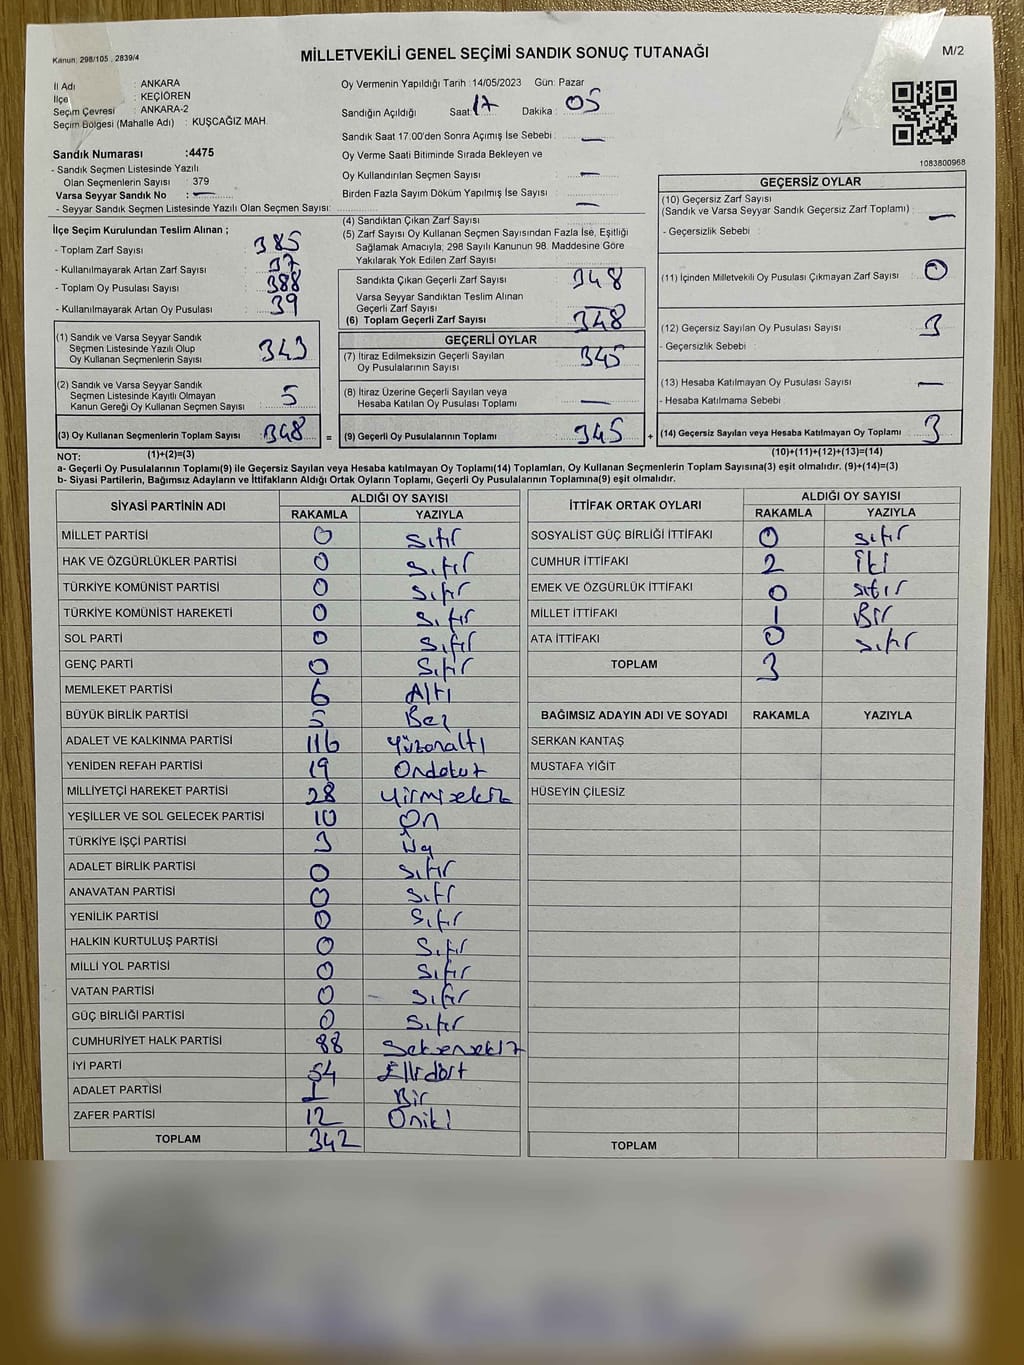 Kanun: 298/105 , 2839/4
MİLLETVEKİLİ GENEL SEÇİMİ SANDIK SONUÇ TUTANAĞI
M/2
İl Adı : ANKARA
İlçe : KEÇİÖREN
Seçim Çevresi : ANKARA-2
Seçim Bölgesi (Mahalle Adı) : KUŞCAĞIZ MAH.
Oy Vermenin Yapıldığı Tarih :14/05/2023 Gün: Pazar
Sandığın Açıldığı Saat: 17 Dakika : 05
Sandık Saat 17:00'den Sonra Açımış İse Sebebi : —
Oy Verme Saati Bitiminde Sırada Bekleyen ve
Oy Kullandırılan Seçmen Sayısı : —
Birden Fazla Sayım Döküm Yapılmış İse Sayısı : —
1083800968
Sandık Numarası :4475
- Sandık Seçmen Listesinde Yazılı
Olan Seçmenlerin Sayısı : 379
Varsa Seyyar Sandık No : —
- Seyyar Sandık Seçmen Listesinde Yazılı Olan Seçmen Sayısı:
İlçe Seçim Kurulundan Teslim Alınan ;
- Toplam Zarf Sayısı : 385
- Kullanılmayarak Artan Zarf Sayısı : 37
- Toplam Oy Pusulası Sayısı : 388
- Kullanılmayarak Artan Oy Pusulası : 39
(1) Sandık ve Varsa Seyyar Sandık
Seçmen Listesinde Yazılı Olup
Oy Kullanan Seçmenlerin Sayısı : 343
(2) Sandık ve Varsa Seyyar Sandık
Seçmen Listesinde Kayıtlı Olmayan
Kanun Gereği Oy Kullanan Seçmen Sayısı : 5
(3) Oy Kullanan Seçmenlerin Toplam Sayısı : 348 =
(4) Sandıktan Çıkan Zarf Sayısı : —
(5) Zarf Sayısı Oy Kullanan Seçmen Sayısından Fazla İse, Eşitliği
Sağlamak Amacıyla; 298 Sayılı Kanunun 98. Maddesine Göre
Yakılarak Yok Edilen Zarf Sayısı :
Sandıkta Çıkan Geçerli Zarf Sayısı : 348
Varsa Seyyar Sandıktan Teslim Alınan
Geçerli Zarf Sayısı : —
(6) Toplam Geçerli Zarf Sayısı : 348
GEÇERLİ OYLAR
(7) İtiraz Edilmeksizin Geçerli Sayılan
Oy Pusulalarının Sayısı : 345
(8) İtiraz Üzerine Geçerli Sayılan veya
Hesaba Katılan Oy Pusulası Toplamı : —
(9) Geçerli Oy Pusulalarının Toplamı : 345 +
GEÇERSİZ OYLAR
(10) Geçersiz Zarf Sayısı
(Sandık ve Varsa Seyyar Sandık Geçersiz Zarf Toplamı) : —
- Geçersizlik Sebebi :
(11) İçinden Milletvekili Oy Pusulası Çıkmayan Zarf Sayısı : 0
(12) Geçersiz Sayılan Oy Pusulası Sayısı : 3
- Geçersizlik Sebebi :
(13) Hesaba Katılmayan Oy Pusulası Sayısı : —
- Hesaba Katılmama Sebebi :
(14) Geçersiz Sayılan veya Hesaba Katılmayan Oy Toplamı : 3
NOT: (1)+(2)=(3)
(10)+(11)+(12)+(13)=(14)
a- Geçerli Oy Pusulalarının Toplamı(9) ile Geçersiz Sayılan veya Hesaba katılmayan Oy Toplamı(14) Toplamları, Oy Kullanan Seçmenlerin Toplam Sayısına(3) eşit olmalıdır. (9)+(14)=(3)
b- Siyasi Partilerin, Bağımsız Adayların ve İttifakların Aldığı Ortak Oyların Toplamı, Geçerli Oy Pusulalarının Toplamına(9) eşit olmalıdır.
SİYASİ PARTİNİN ADI ALDIĞI OY SAYISI
RAKAMLA YAZIYLA
MİLLET PARTİSİ 0 Sıfır
HAK VE ÖZGÜRLÜKLER PARTİSİ 0 Sıfır
TÜRKİYE KOMÜNİST PARTİSİ 0 Sıfır
TÜRKİYE KOMÜNİST HAREKETİ 0 Sıfır
SOL PARTİ 0 Sıfır
GENÇ PARTİ 0 Sıfır
MEMLEKET PARTİSİ 6 Altı
BÜYÜK BİRLİK PARTİSİ 5 Beş
ADALET VE KALKINMA PARTİSİ 116 Yüzonaltı
YENİDEN REFAH PARTİSİ 19 Ondokuz
MİLLİYETÇİ HAREKET PARTİSİ 28 Yirmisekiz
YEŞİLLER VE SOL GELECEK PARTİSİ 10 On
TÜRKİYE İŞÇİ PARTİSİ 3 Üç
ADALET BİRLİK PARTİSİ 0 Sıfır
ANAVATAN PARTİSİ 0 Sıfır
YENİLİK PARTİSİ 0 Sıfır
HALKIN KURTULUŞ PARTİSİ 0 Sıfır
MİLLİ YOL PARTİSİ 0 Sıfır
VATAN PARTİSİ 0 Sıfır
GÜÇ BİRLİĞİ PARTİSİ 0 Sıfır
CUMHURİYET HALK PARTİSİ 88 Seksensekiz
İYİ PARTİ 54 Ellidört
ADALET PARTİSİ 1 Bir
ZAFER PARTİSİ 12 Oniki
TOPLAM 342
İTTİFAK ORTAK OYLARI ALDIĞI OY SAYISI
RAKAMLA YAZIYLA
SOSYALİST GÜÇ BİRLİĞİ İTTİFAKI 0 Sıfır
CUMHUR İTTİFAKI 2 İki
EMEK VE ÖZGÜRLÜK İTTİFAKI 0 Sıfır
MİLLET İTTİFAKI 1 Bir
ATA İTTİFAKI 0 Sıfır
TOPLAM 3
BAĞIMSIZ ADAYIN ADI VE SOYADI RAKAMLA YAZIYLA
SERKAN KANTAŞ
MUSTAFA YİĞİT
HÜSEYİN ÇİLESİZ
TOPLAM